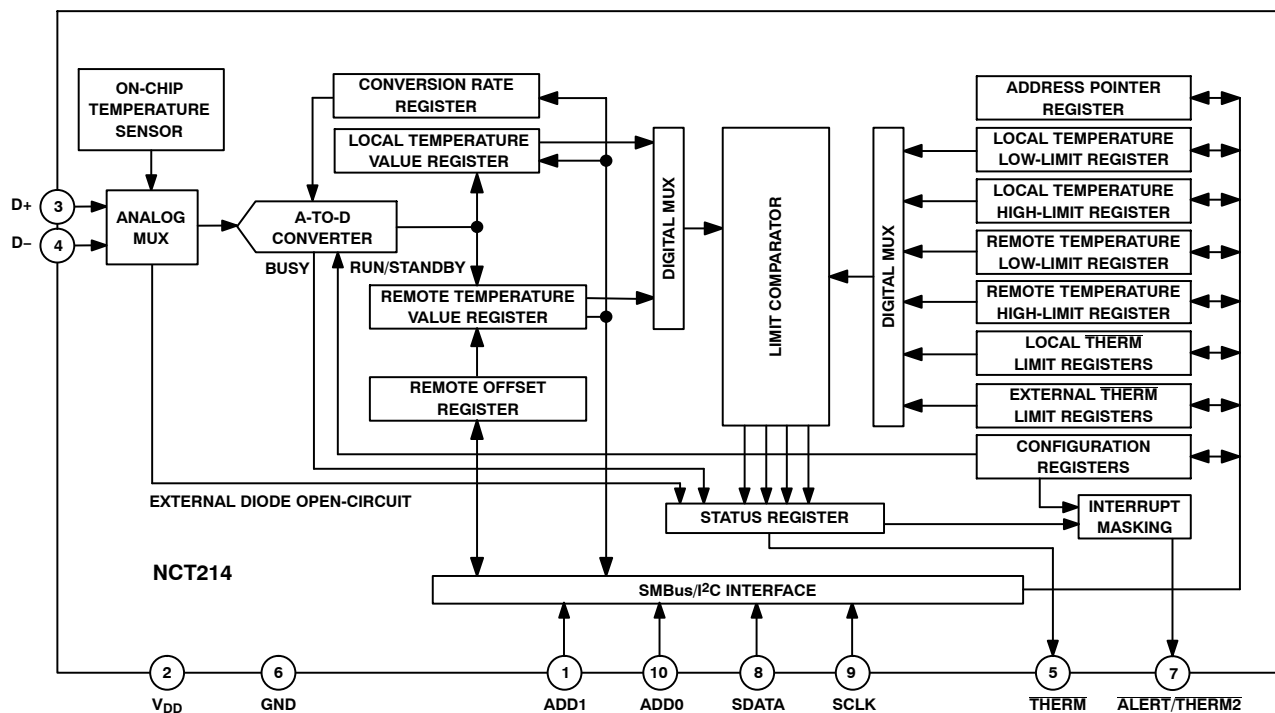 ON-CHIP
TEMPERATURE
SENSOR
CONVERSION RATE
REGISTER
LOCAL TEMPERATURE
VALUE REGISTER
D+
3
D–
4
ANALOG
MUX
A-TO-D
CONVERTER
BUSY
RUN/STANDBY
REMOTE TEMPERATURE
VALUE REGISTER
REMOTE OFFSET
REGISTER
DIGITAL MUX
LIMIT COMPARATOR
DIGITAL MUX
ADDRESS POINTER
REGISTER
LOCAL TEMPERATURE
LOW-LIMIT REGISTER
LOCAL TEMPERATURE
HIGH-LIMIT REGISTER
REMOTE TEMPERATURE
LOW-LIMIT REGISTER
REMOTE TEMPERATURE
HIGH-LIMIT REGISTER
LOCAL THERM
LIMIT REGISTERS
EXTERNAL THERM
LIMIT REGISTERS
CONFIGURATION
REGISTERS
EXTERNAL DIODE OPEN-CIRCUIT
STATUS REGISTER
INTERRUPT
MASKING
NCT214
SMBus/I²C INTERFACE
2
6
1
10
8
9
5
7
VDD
GND
ADD1
ADD0
SDATA
SCLK
THERM
ALERT/THERM2